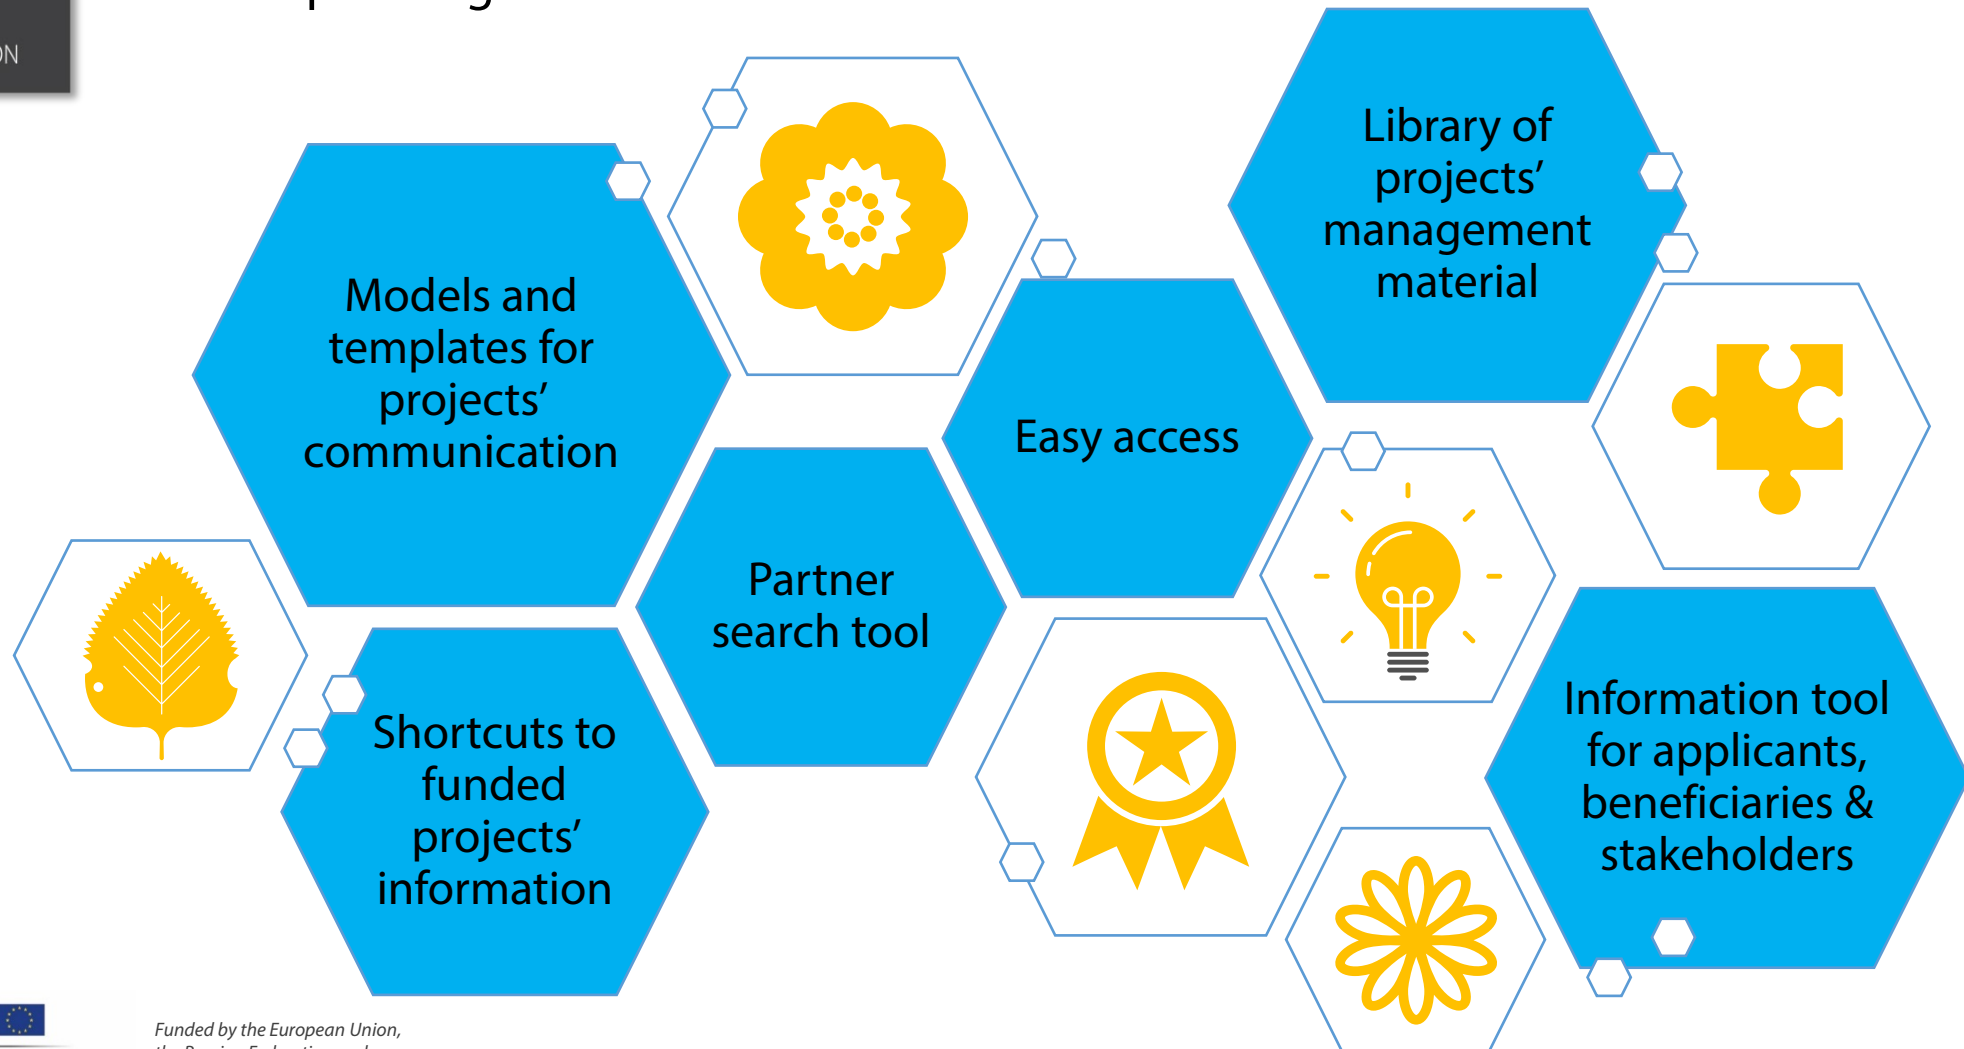 Models and
templates for
projects’
communication
Library of
projects’
management
material
Easy access
Partner
search tool
Shortcuts to
funded
projects’
information
Information tool
for applicants,
beneficiaries &
stakeholders
Funded by the European Union,